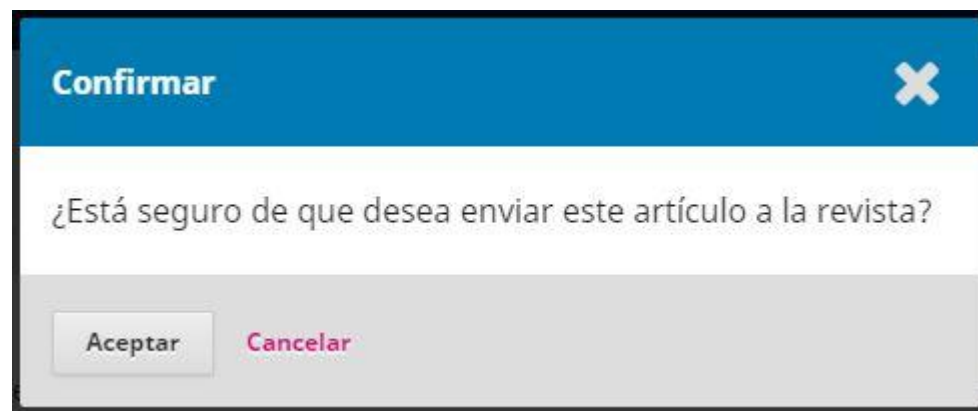 Confirmar
¿Está seguro de que desea enviar este artículo a la revista?
Aceptar Cancelar